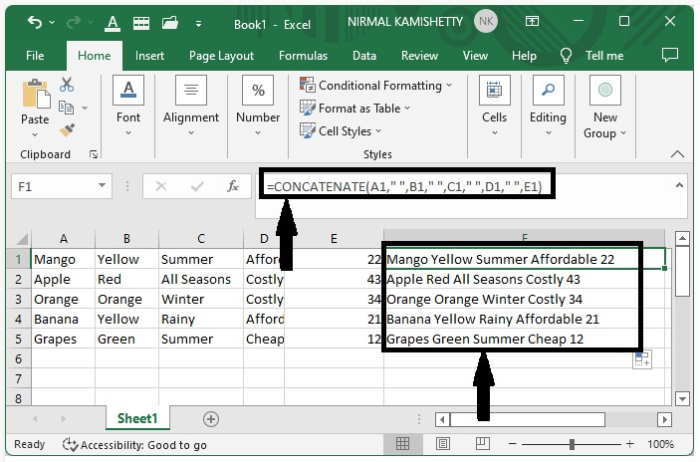 Book1 - Excel NIRMAL KAMISHETTY NK
File Home Insert Page Layout Formulas Data Review View Help Tell me
Paste Font Alignment Number Conditional Formatting Format as Table Cell Styles Cells Editing New Group
Clipboard Styles
F1 fx =CONCATENATE(A1," ",B1," ",C1," ",D1," ",E1)
A B C D E F
1 Mango Yellow Summer Afford 22 Mango Yellow Summer Affordable 22
2 Apple Red All Seasons Costly 43 Apple Red All Seasons Costly 43
3 Orange Orange Winter Costly 34 Orange Orange Winter Costly 34
4 Banana Yellow Rainy Afford 21 Banana Yellow Rainy Affordable 21
5 Grapes Green Summer Cheap 12 Grapes Green Summer Cheap 12
6
7
8
Sheet1
Ready Accessibility: Good to go 100%